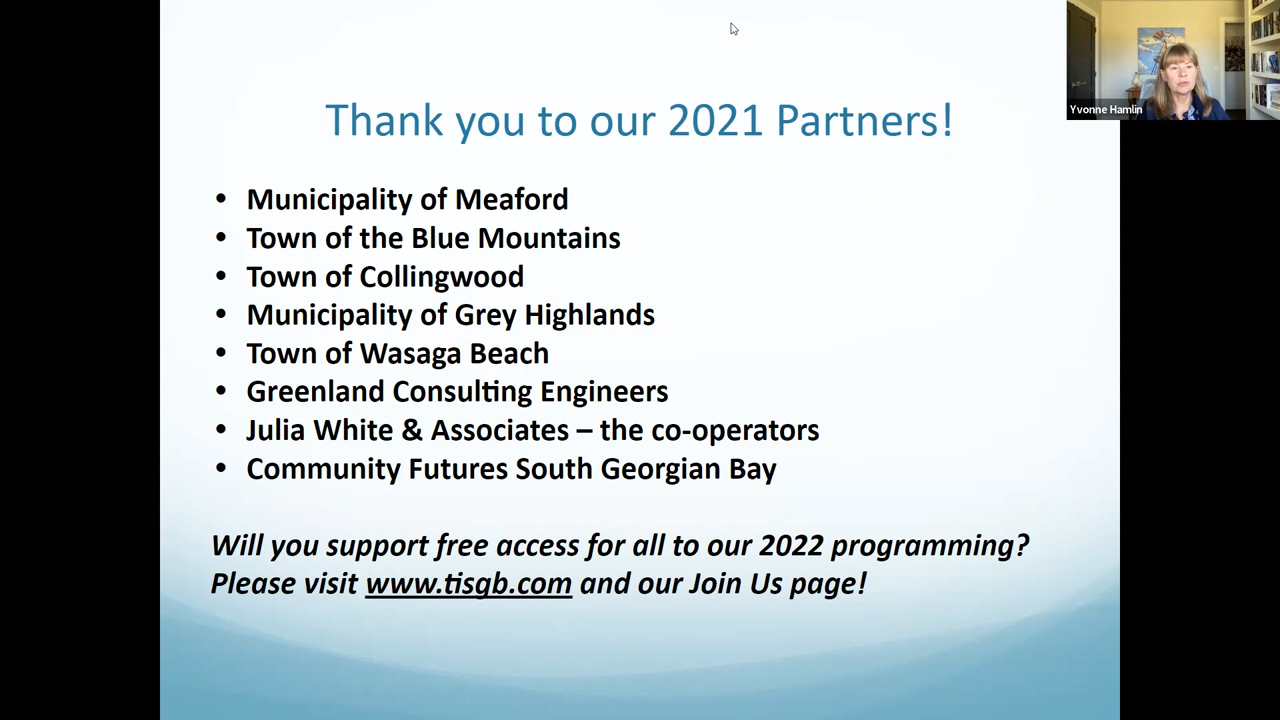 Thank you to our 2021 Partners!
Yvonne Hamlin
• Municipality of Meaford
• Town of the Blue Mountains
• Town of Collingwood
• Municipality of Grey Highlands
• Town of Wasaga Beach
• Greenland Consulting Engineers
• Julia White & Associates – the co-operators
• Community Futures South Georgian Bay
Will you support free access for all to our 2022 programming?
Please visit www.tisgb.com and our Join Us page!